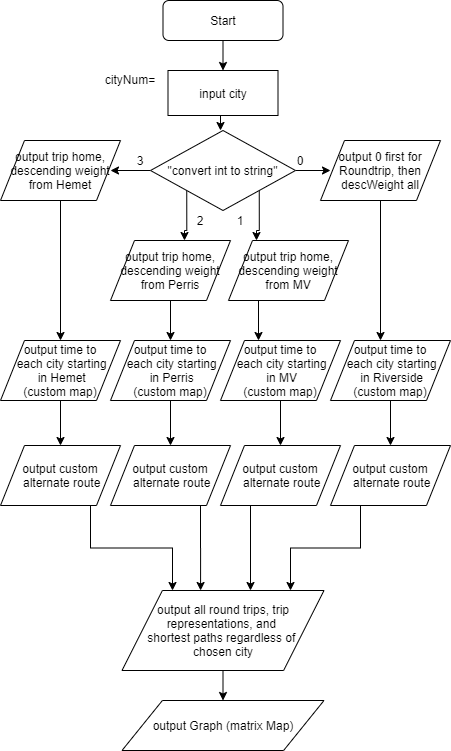 Start
cityNum=
input city
"convert int to string"
3
0
2
1
output trip home,
descending weight
from Hemet
output 0 first for
Roundtrip, then
descWeight all
output trip home,
descending weight
from Perris
output trip home,
descending weight
from MV
output time to
each city starting
in Hemet
(custom map)
output time to
each city starting
in Perris
(custom map)
output time to
each city starting
in MV
(custom map)
output time to
each city starting
in Riverside
(custom map)
output custom
alternate route
output custom
alternate route
output custom
alternate route
output custom
alternate route
output all round trips, trip
representations, and
shortest paths regardless of
chosen city
output Graph (matrix Map)